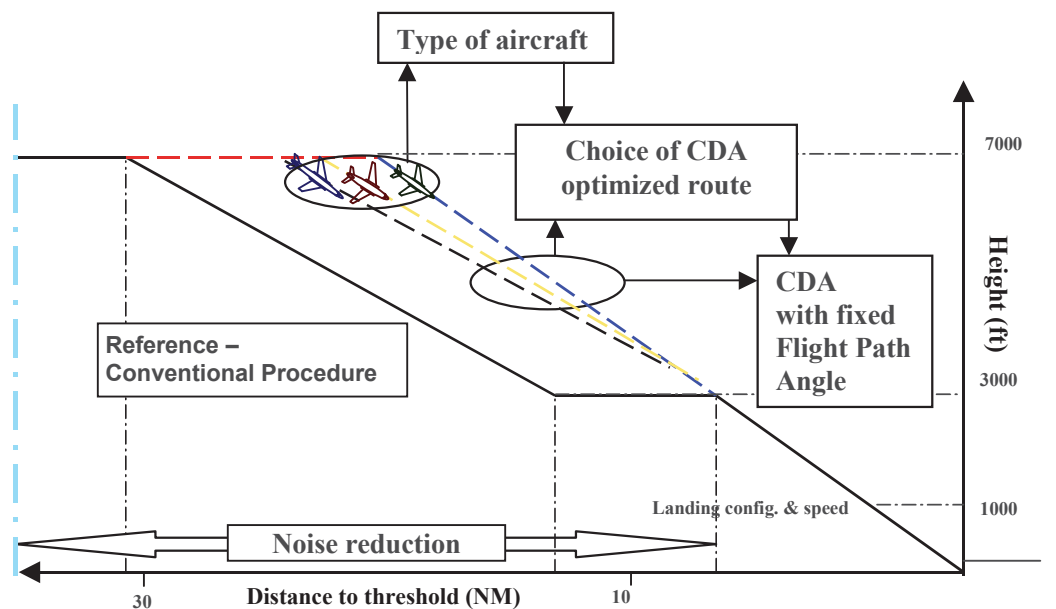 Type of aircraft
Choice of CDA
optimized route
7000
CDA
with fixed
Flight Path
Angle
Height (ft)
Reference –
Conventional Procedure
3000
Landing config. & speed
1000
Noise reduction
30
Distance to threshold (NM)
10